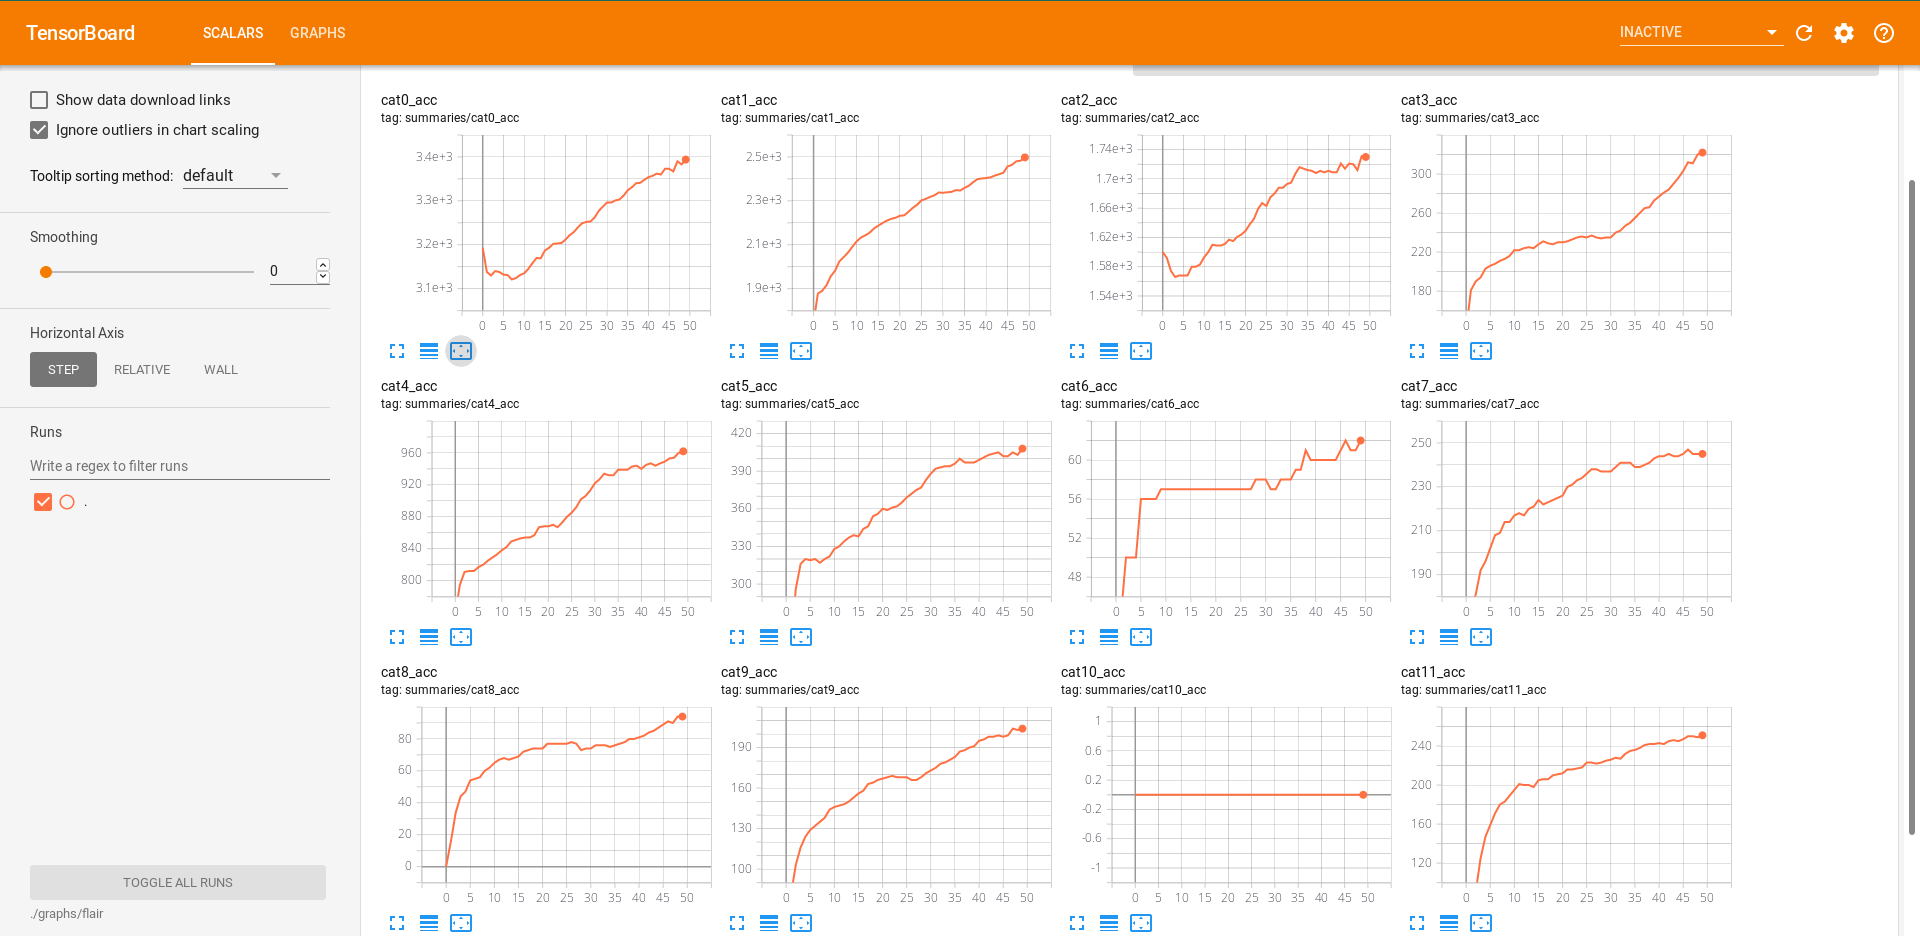 TensorBoard SCALARS GRAPHS INACTIVE
Show data download links
Ignore outliers in chart scaling
Tooltip sorting method: default
Smoothing
0
Horizontal Axis
STEP RELATIVE WALL
Runs
Write a regex to filter runs
.
TOGGLE ALL RUNS
./graphs/flair
cat0_acc
tag: summaries/cat0_acc
3.4e+3
3.3e+3
3.2e+3
3.1e+3
0 5 10 15 20 25 30 35 40 45 50
cat1_acc
tag: summaries/cat1_acc
2.5e+3
2.3e+3
2.1e+3
1.9e+3
0 5 10 15 20 25 30 35 40 45 50
cat2_acc
tag: summaries/cat2_acc
1.74e+3
1.7e+3
1.66e+3
1.62e+3
1.58e+3
1.54e+3
0 5 10 15 20 25 30 35 40 45 50
cat3_acc
tag: summaries/cat3_acc
300
260
220
180
0 5 10 15 20 25 30 35 40 45 50
cat4_acc
tag: summaries/cat4_acc
960
920
880
840
800
0 5 10 15 20 25 30 35 40 45 50
cat5_acc
tag: summaries/cat5_acc
420
390
360
330
300
0 5 10 15 20 25 30 35 40 45 50
cat6_acc
tag: summaries/cat6_acc
60
56
52
48
0 5 10 15 20 25 30 35 40 45 50
cat7_acc
tag: summaries/cat7_acc
250
230
210
190
0 5 10 15 20 25 30 35 40 45 50
cat8_acc
tag: summaries/cat8_acc
80
60
40
20
0
0 5 10 15 20 25 30 35 40 45 50
cat9_acc
tag: summaries/cat9_acc
190
160
130
100
0 5 10 15 20 25 30 35 40 45 50
cat10_acc
tag: summaries/cat10_acc
1
0.6
0.2
-0.2
-0.6
-1
0 5 10 15 20 25 30 35 40 45 50
cat11_acc
tag: summaries/cat11_acc
240
200
160
120
0 5 10 15 20 25 30 35 40 45 50